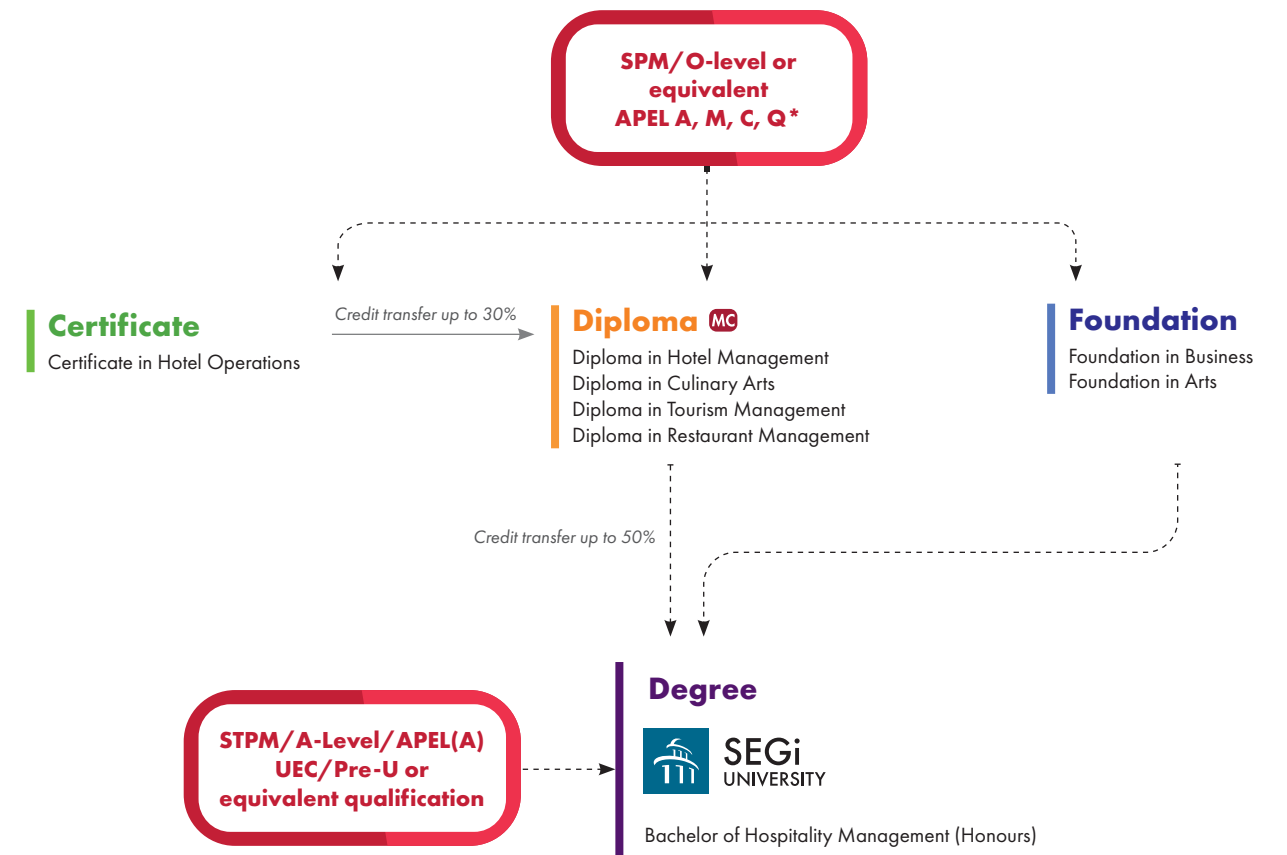 SPM/O-level or
equivalent
APEL A, M, C, Q*
Certificate
Certificate in Hotel Operations
Credit transfer up to 30%
Diploma MC
Diploma in Hotel Management
Diploma in Culinary Arts
Diploma in Tourism Management
Diploma in Restaurant Management
Foundation
Foundation in Business
Foundation in Arts
Credit transfer up to 50%
STPM/A-Level/APEL(A)
UEC/Pre-U or
equivalent qualification
Degree
SEGi
UNIVERSITY
Bachelor of Hospitality Management (Honours)